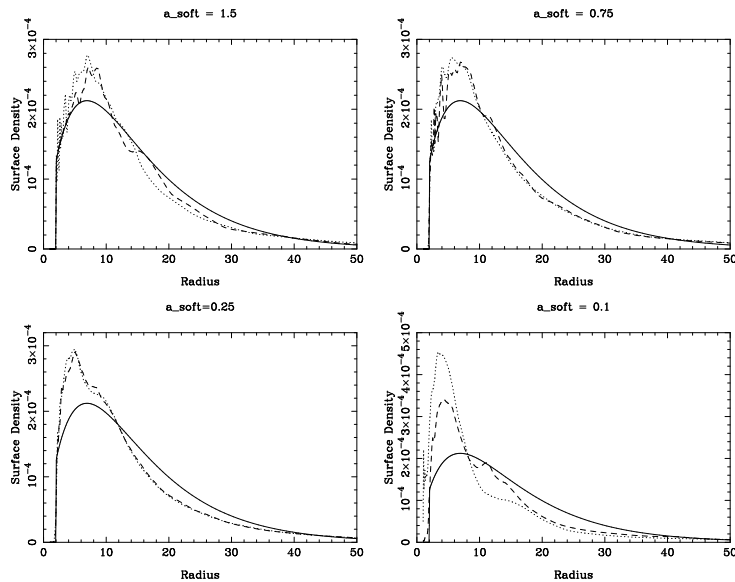 a_soft = 1.5
Surface Density
0
10⁻⁴
2×10⁻⁴
3×10⁻⁴
0 10 20 30 40 50
Radius
a_soft = 0.75
Surface Density
0
10⁻⁴
2×10⁻⁴
3×10⁻⁴
0 10 20 30 40 50
Radius
a_soft=0.25
Surface Density
0
10⁻⁴
2×10⁻⁴
3×10⁻⁴
0 10 20 30 40 50
Radius
a_soft = 0.1
Surface Density
0
10⁻⁴
2×10⁻⁴
3×10⁻⁴
4×10⁻⁴
5×10⁻⁴
0 10 20 30 40 50
Radius